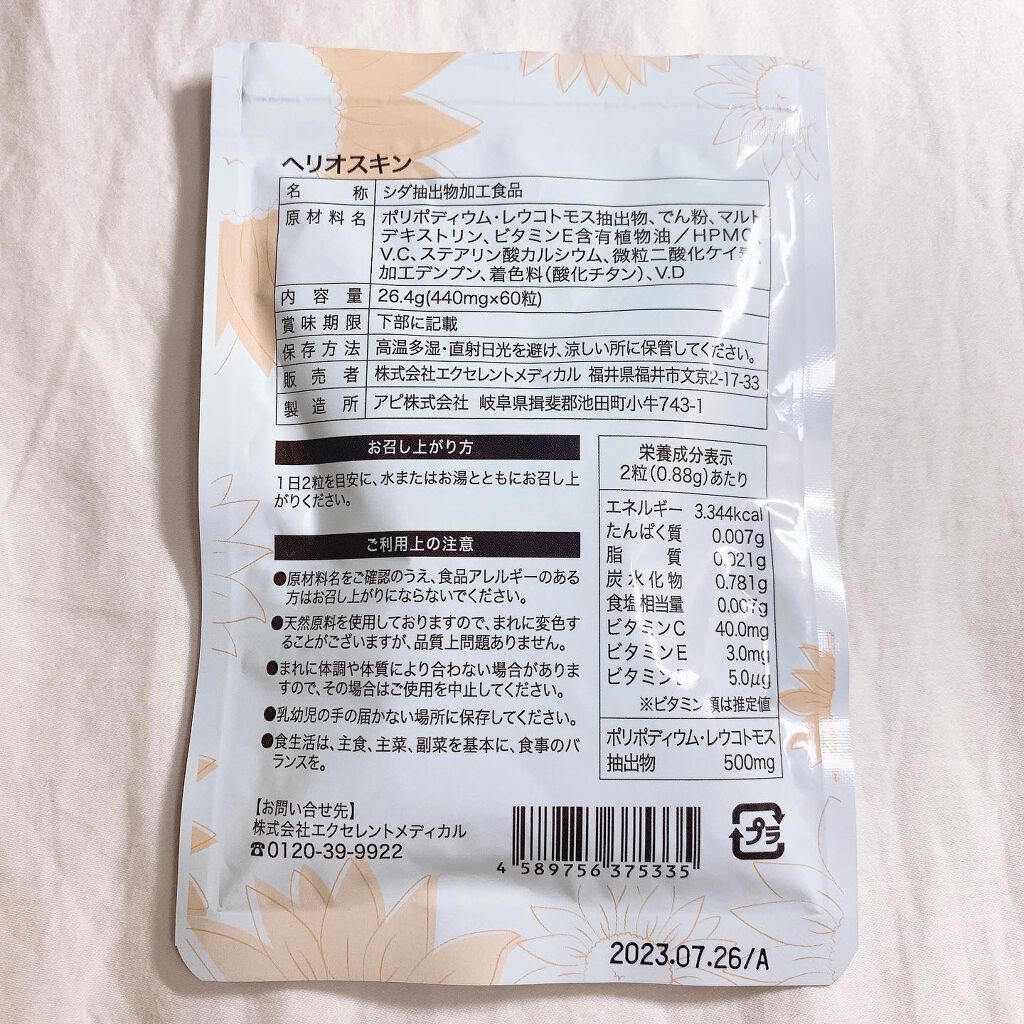 ヘリオスキン
名称 シダ抽出物加工食品
原材料名 ポリポディウム・レウコトモス抽出物、でん粉、マルト
デキストリン、ビタミンE含有植物油／HPMC、
V.C、ステアリン酸カルシウム、微粒二酸化ケイ素、
加工デンプン、着色料(酸化チタン)、V.D
内容量 26.4g(440mg×60粒)
賞味期限 下部に記載
保存方法 高温多湿・直射日光を避け、涼しい所に保管してください。
販売者 株式会社エクセレントメディカル 福井県福井市文京2-17-33
製造所 アピ株式会社 岐阜県揖斐郡池田町小牛743-1
お召し上がり方
1日2粒を目安に、水またはお湯とともにお召し上
がりください。
ご利用上の注意
●原材料名をご確認のうえ、食品アレルギーのある
方はお召し上がりにならないでください。
●天然原料を使用しておりますので、まれに変色す
ることがございますが、品質上問題ありません。
●まれに体調や体質により合わない場合がありま
すので、その場合はご使用を中止してください。
●乳幼児の手の届かない場所に保存してください。
●食生活は、主食、主菜、副菜を基本に、食事のバ
ランスを。
栄養成分表示
2粒(0.88g)あたり
エネルギー 3.344kcal
たんぱく質 0.007g
脂質 0.021g
炭水化物 0.781g
食塩相当量 0.007g
ビタミンC 40.0mg
ビタミンE 3.0mg
ビタミン 5.0μg
※ビタミン類は推定値
ポリポディウム・レウコトモス
抽出物 500mg
【お問い合せ先】
株式会社エクセレントメディカル
☎0120-39-9922
4 589756 375335
プラ
2023.07.26/A